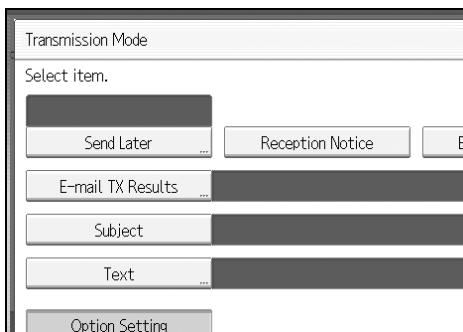 Transmission Mode
Select item.
Send Later
Reception Notice
E-mail TX Results
Subject
Text
Option Setting